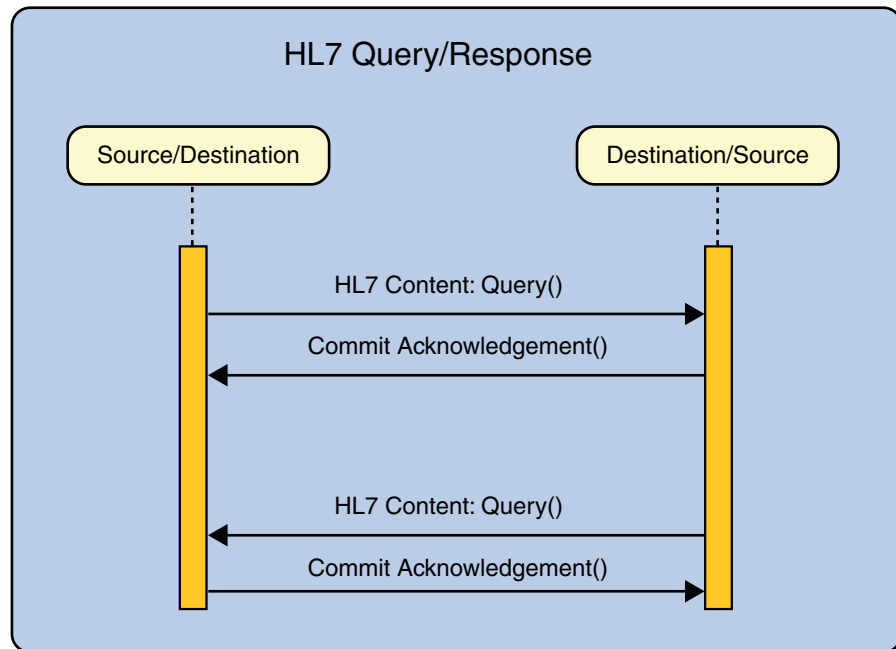 HL7 Query/Response
Source/Destination
Destination/Source
HL7 Content: Query()
Commit Acknowledgement()
HL7 Content: Query()
Commit Acknowledgement()